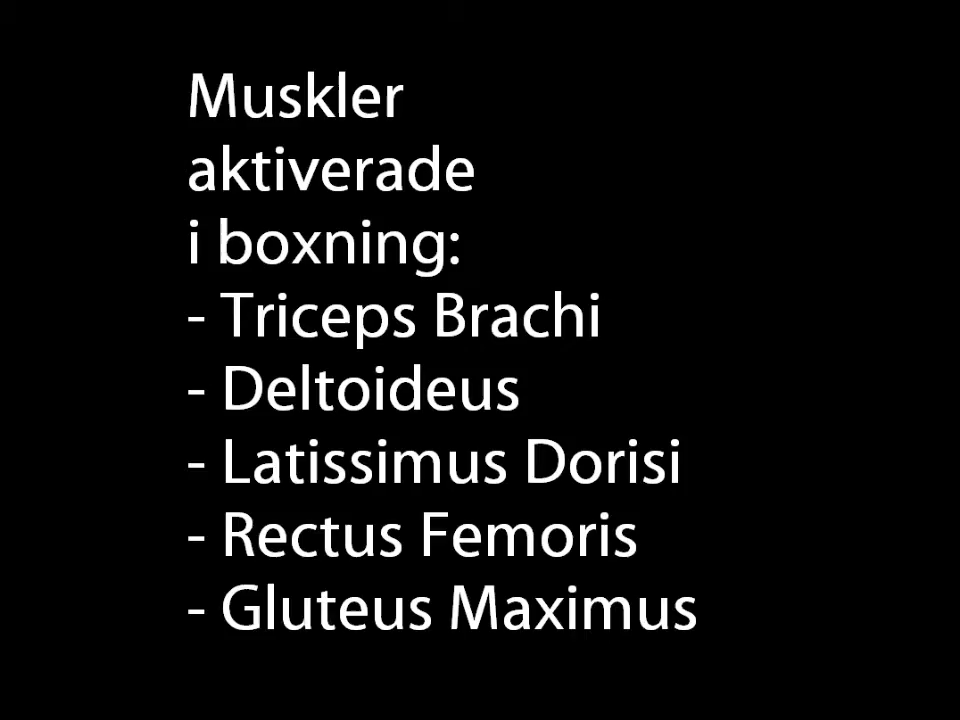 Muskler
aktiverade
i boxning:
- Triceps Brachi
- Deltoideus
- Latissimus Dorisi
- Rectus Femoris
- Gluteus Maximus